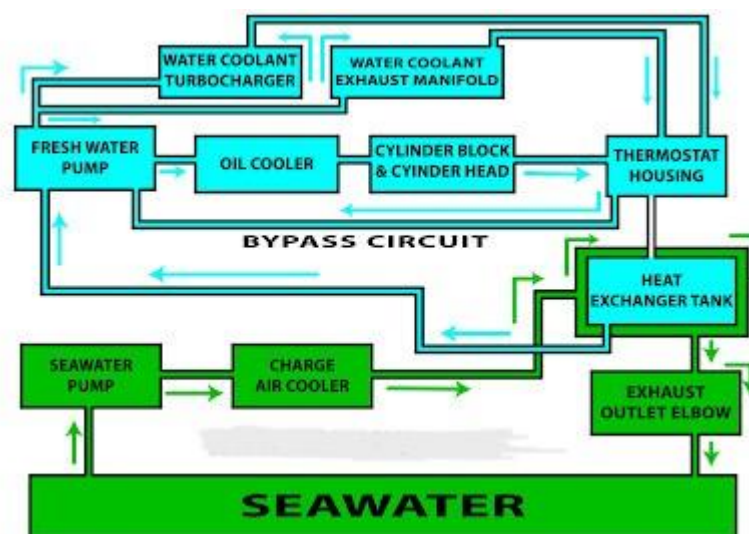 WATER COOLANT
TURBOCHARGER
WATER COOLANT
EXHAUST MANIFOLD
FRESH WATER
PUMP
OIL COOLER
CYLINDER BLOCK
& CYINDER HEAD
THERMOSTAT
HOUSING
BYPASS CIRCUIT
HEAT
EXCHANGER TANK
SEAWATER
PUMP
CHARGE
AIR COOLER
EXHAUST
OUTLET ELBOW
SEAWATER